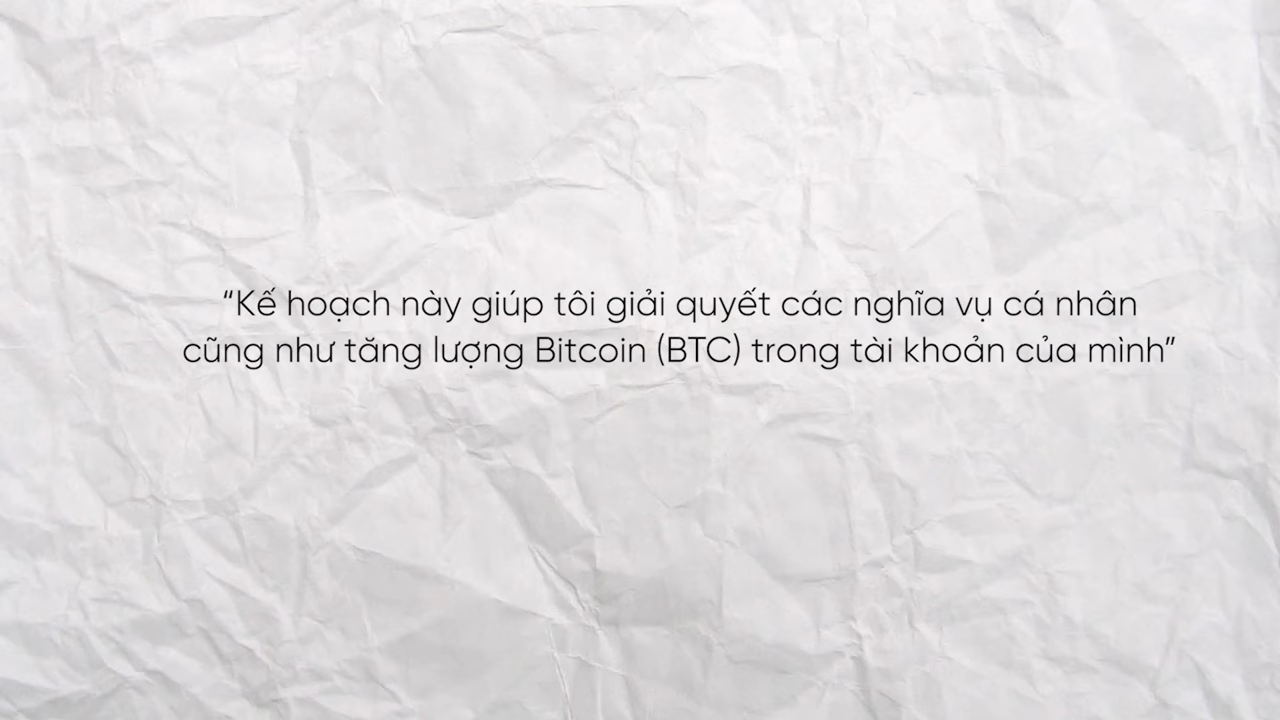 “Kế hoạch này giúp tôi giải quyết các nghĩa vụ cá nhân
cũng như tăng lượng Bitcoin (BTC) trong tài khoản của mình”